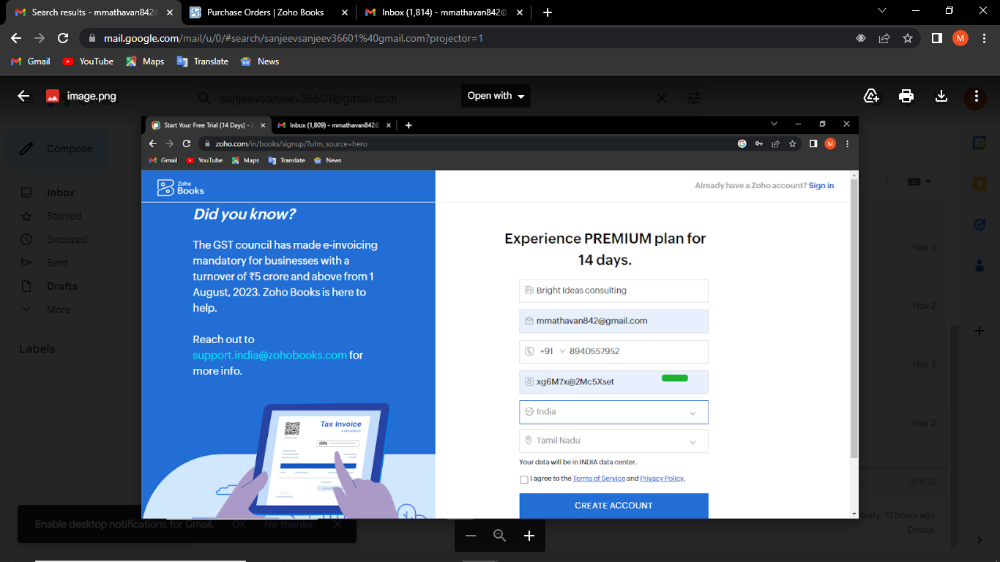 Search results - mmathavan842
Purchase Orders | Zoho Books
Inbox (1,814) - mmathavan842@
mail.google.com/mail/u/0/#search/sanjeevsanjeev36601%40gmail.com?projector=1
M
Gmail
YouTube
Maps
Translate
News
image.png
sanjeevsanjeev36601@gmail.com
Open with
Compose
Inbox
Starred
Snoozed
Sent
Drafts
More
Labels
Nov 2
Nov 2
Nov 2
Nov 2
5/9/22
13 hours ago
Details
Enable desktop notifications for Gmail.
OK
No thanks
Start Your Free Trial (14 Days) -
Inbox (1,809) - mmathavan842@
zoho.com/in/books/signup/?utm_source=hero
M
Gmail
YouTube
Maps
Translate
News
Zoho
Books
Already have a Zoho account? Sign in
Did you know?
The GST council has made e-invoicing
mandatory for businesses with a
turnover of ₹5 crore and above from 1
August, 2023. Zoho Books is here to
help.
Reach out to
support.india@zohobooks.com for
more info.
Tax Invoice
IRN
Experience PREMIUM plan for
14 days.
Bright Ideas consulting
mmathavan842@gmail.com
+91 8940557952
xg6M7x@2Mc5Xset
India
Tamil Nadu
Your data will be in INDIA data center.
I agree to the Terms of Service and Privacy Policy.
CREATE ACCOUNT